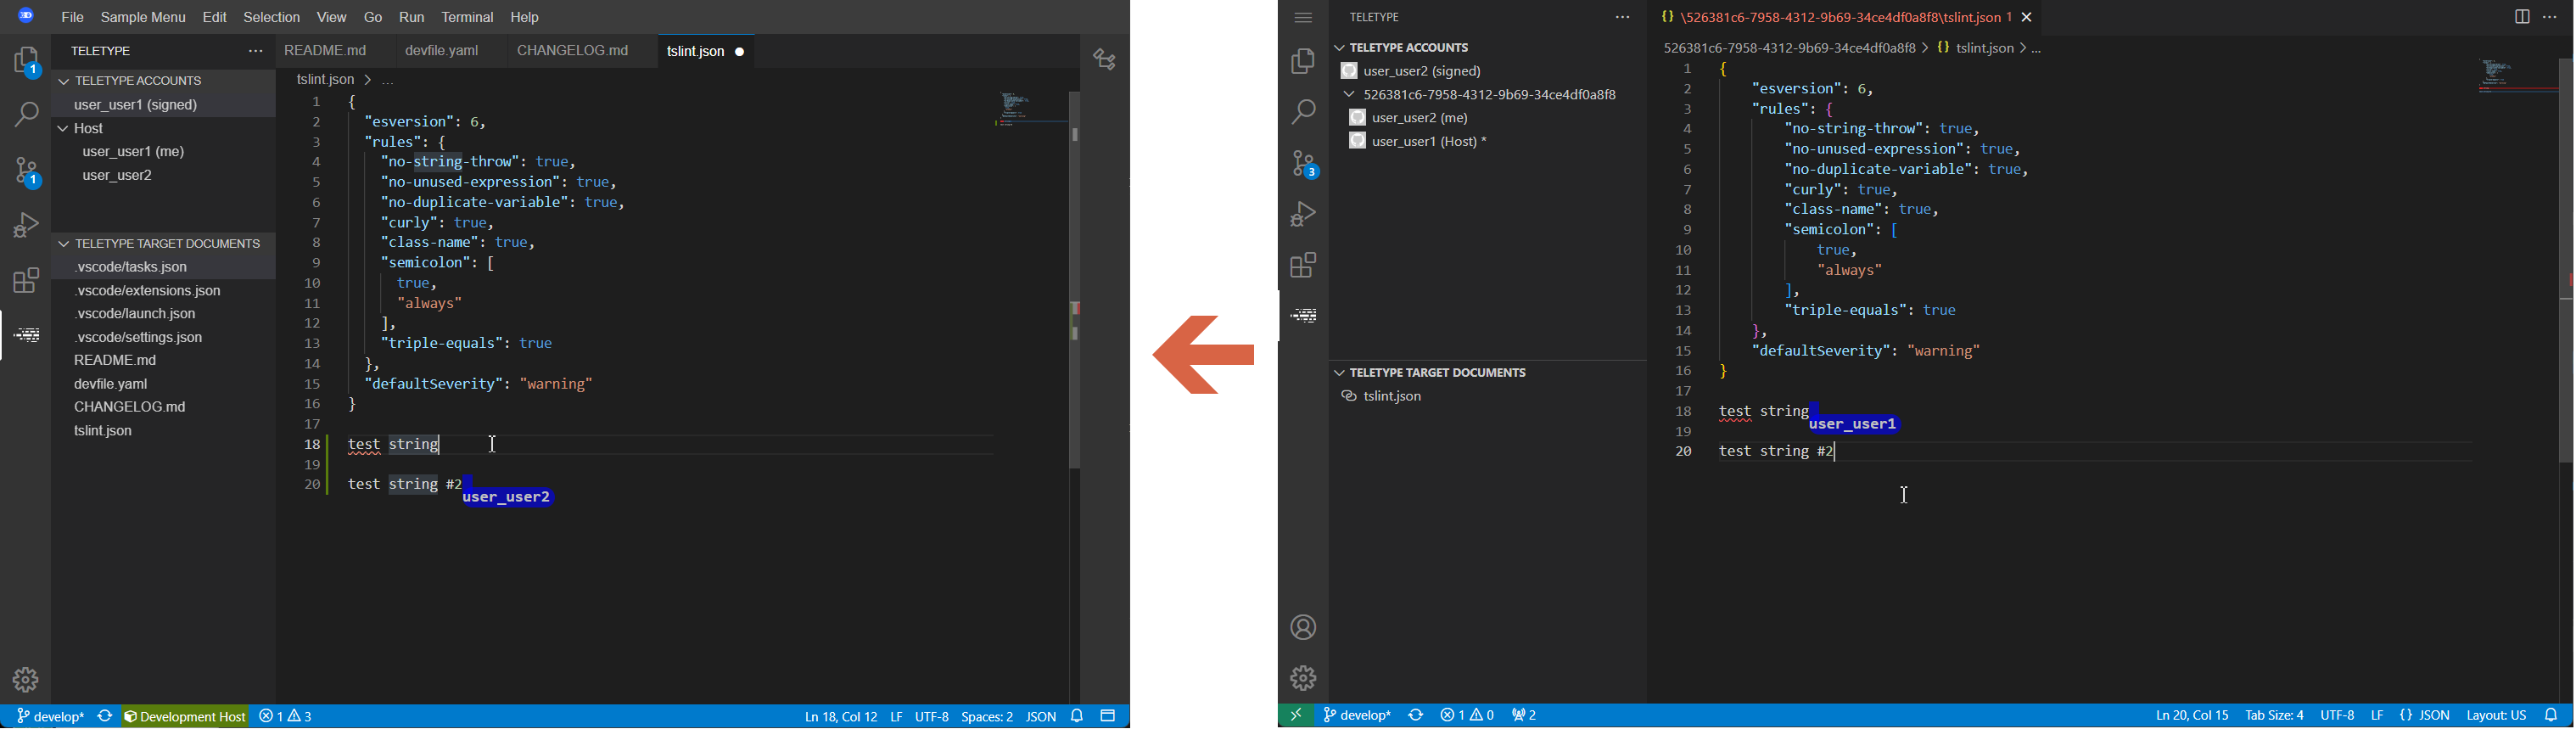 File Sample Menu Edit Selection View Go Run Terminal Help
TELETYPE ...
README.md devfile.yaml CHANGELOG.md tslint.json ●
1
TELETYPE ACCOUNTS
user_user1 (signed)
Host
user_user1 (me)
user_user2
1
TELETYPE TARGET DOCUMENTS
.vscode/tasks.json
.vscode/extensions.json
.vscode/launch.json
.vscode/settings.json
README.md
devfile.yaml
CHANGELOG.md
tslint.json
tslint.json > ...
1 {
2 "esversion": 6,
3 "rules": {
4 "no-string-throw": true,
5 "no-unused-expression": true,
6 "no-duplicate-variable": true,
7 "curly": true,
8 "class-name": true,
9 "semicolon": [
10 true,
11 "always"
12 ],
13 "triple-equals": true
14 },
15 "defaultSeverity": "warning"
16 }
17
18 test string
19
20 test string #2
user_user2
develop* Development Host 1 3 Ln 18, Col 12 LF UTF-8 Spaces: 2 JSON
TELETYPE ...
TELETYPE ACCOUNTS
user_user2 (signed)
526381c6-7958-4312-9b69-34ce4df0a8f8
user_user2 (me)
user_user1 (Host) *
3
TELETYPE TARGET DOCUMENTS
tslint.json
{} \526381c6-7958-4312-9b69-34ce4df0a8f8\tslint.json 1 × ...
526381c6-7958-4312-9b69-34ce4df0a8f8 > {} tslint.json > ...
1 {
2 "esversion": 6,
3 "rules": {
4 "no-string-throw": true,
5 "no-unused-expression": true,
6 "no-duplicate-variable": true,
7 "curly": true,
8 "class-name": true,
9 "semicolon": [
10 true,
11 "always"
12 ],
13 "triple-equals": true
14 },
15 "defaultSeverity": "warning"
16 }
17
18 test string
user_user1
19
20 test string #2
develop* 1 0 2 Ln 20, Col 15 Tab Size: 4 UTF-8 LF {} JSON Layout: US